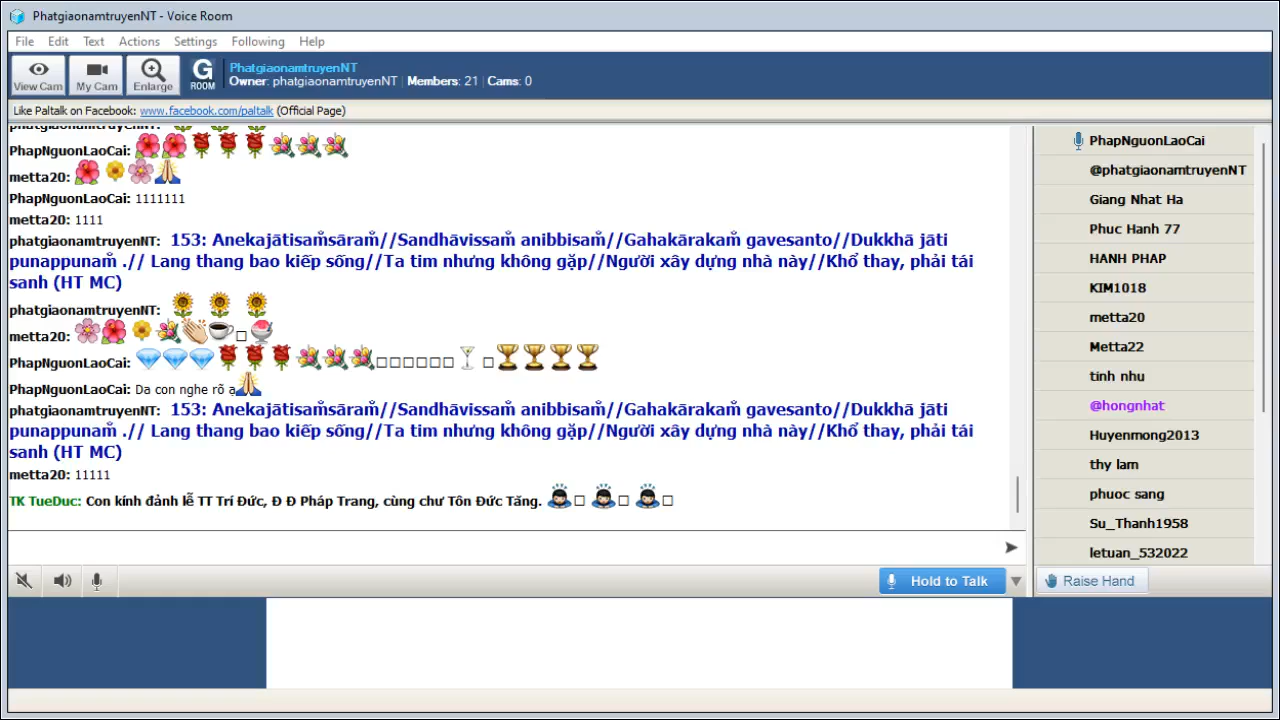 PhatgiaonamtruyenNT - Voice Room
File Edit Text Actions Settings Following Help
View Cam My Cam Enlarge G ROOM
PhatgiaonamtruyenNT
Owner: phatgiaonamtruyenNT Members: 21 Cams: 0
Like Paltalk on Facebook: www.facebook.com/paltalk (Official Page)
phatgiaonamtruyenNT:
PhapNguonLaoCai:
metta20:
PhapNguonLaoCai: 1111111
metta20: 1111
phatgiaonamtruyenNT: 153: Anekajātisaṁsāraṁ//Sandhāvissaṁ anibbisaṁ//Gahakārakaṁ gavesanto//Dukkhā jāti
punappunaṁ .// Lang thang bao kiếp sống//Ta tìm nhưng không gặp//Người xây dựng nhà này//Khổ thay, phải tái
sanh (HT MC)
phatgiaonamtruyenNT:
metta20:
PhapNguonLaoCai:
PhapNguonLaoCai: Da con nghe rõ ạ
phatgiaonamtruyenNT: 153: Anekajātisaṁsāraṁ//Sandhāvissaṁ anibbisaṁ//Gahakārakaṁ gavesanto//Dukkhā jāti
punappunaṁ .// Lang thang bao kiếp sống//Ta tìm nhưng không gặp//Người xây dựng nhà này//Khổ thay, phải tái
sanh (HT MC)
metta20: 11111
TK TueDuc: Con kính đảnh lễ TT Trí Đức, Đ Đ Pháp Trang, cùng chư Tôn Đức Tăng.
Hold to Talk
PhapNguonLaoCai
@phatgiaonamtruyenNT
Giang Nhat Ha
Phuc Hanh 77
HANH PHAP
KIM1018
metta20
Metta22
tinh nhu
@hongnhat
Huyenmong2013
thy lam
phuoc sang
Su_Thanh1958
letuan_532022
Raise Hand